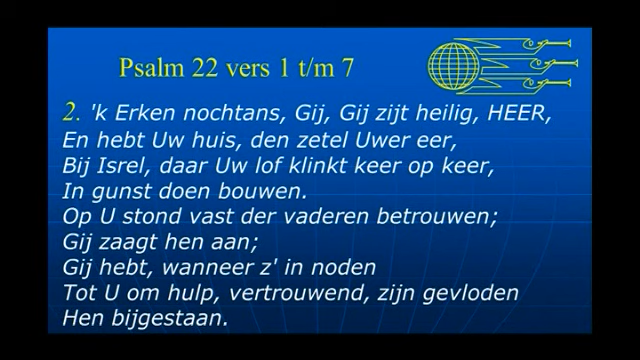 Psalm 22 vers 1 t/m 7
2. 'k Erken nochtans, Gij, Gij zijt heilig, HEER,
En hebt Uw huis, den zetel Uwer eer,
Bij Isrel, daar Uw lof klinkt keer op keer,
In gunst doen bouwen.
Op U stond vast der vaderen betrouwen;
Gij zaagt hen aan;
Gij hebt, wanneer z' in noden
Tot U om hulp, vertrouwend, zijn gevloden
Hen bijgestaan.